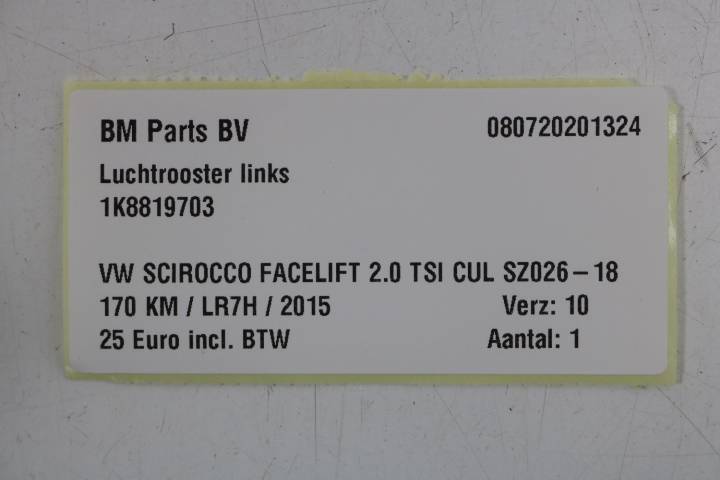 BM Parts BV 080720201324
Luchtrooster links
1K8819703
VW SCIROCCO FACELIFT 2.0 TSI CUL SZ026-18
170 KM / LR7H / 2015 Verz: 10
25 Euro incl. BTW Aantal: 1